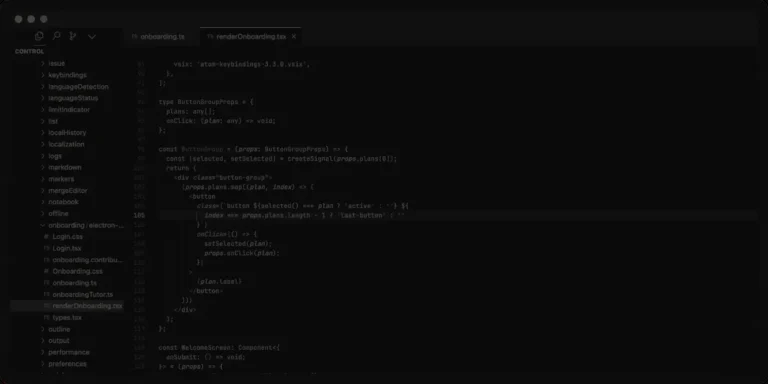 onboarding.ts
renderOnboarding.tsx
CONTROL
issue
keybindings
languageDetection
languageStatus
limitIndicator
list
localHistory
localization
logs
markdown
markers
mergeEditor
notebook
offline
onboarding/electron-...
Login.css
Login.tsx
onboarding.contribu...
Onboarding.css
onboarding.ts
onboardingTutor.ts
renderOnboarding.tsx
types.tsx
outline
output
performance
preferences
vsix: 'atom-keybindings-3.3.0.vsix',
},
];
type ButtonGroupProps = {
plans: any[];
onClick: (plan: any) => void;
};
const ButtonGroup = (props: ButtonGroupProps) => {
const [selected, setSelected] = createSignal(props.plans[0]);
return (
<div class="button-group">
{props.plans.map((plan, index) => (
<button
class={`button ${selected() === plan ? 'active' : ''} ${
index === props.plans.length - 1 ? 'last-button' : ''
} `}
onClick={() => {
setSelected(plan);
props.onClick(plan);
}}
>
{plan.label}
</button>
))}
</div>
);
};
const WelcomeScreen: Component<{
onSubmit: () => void;
}> = (props) => {